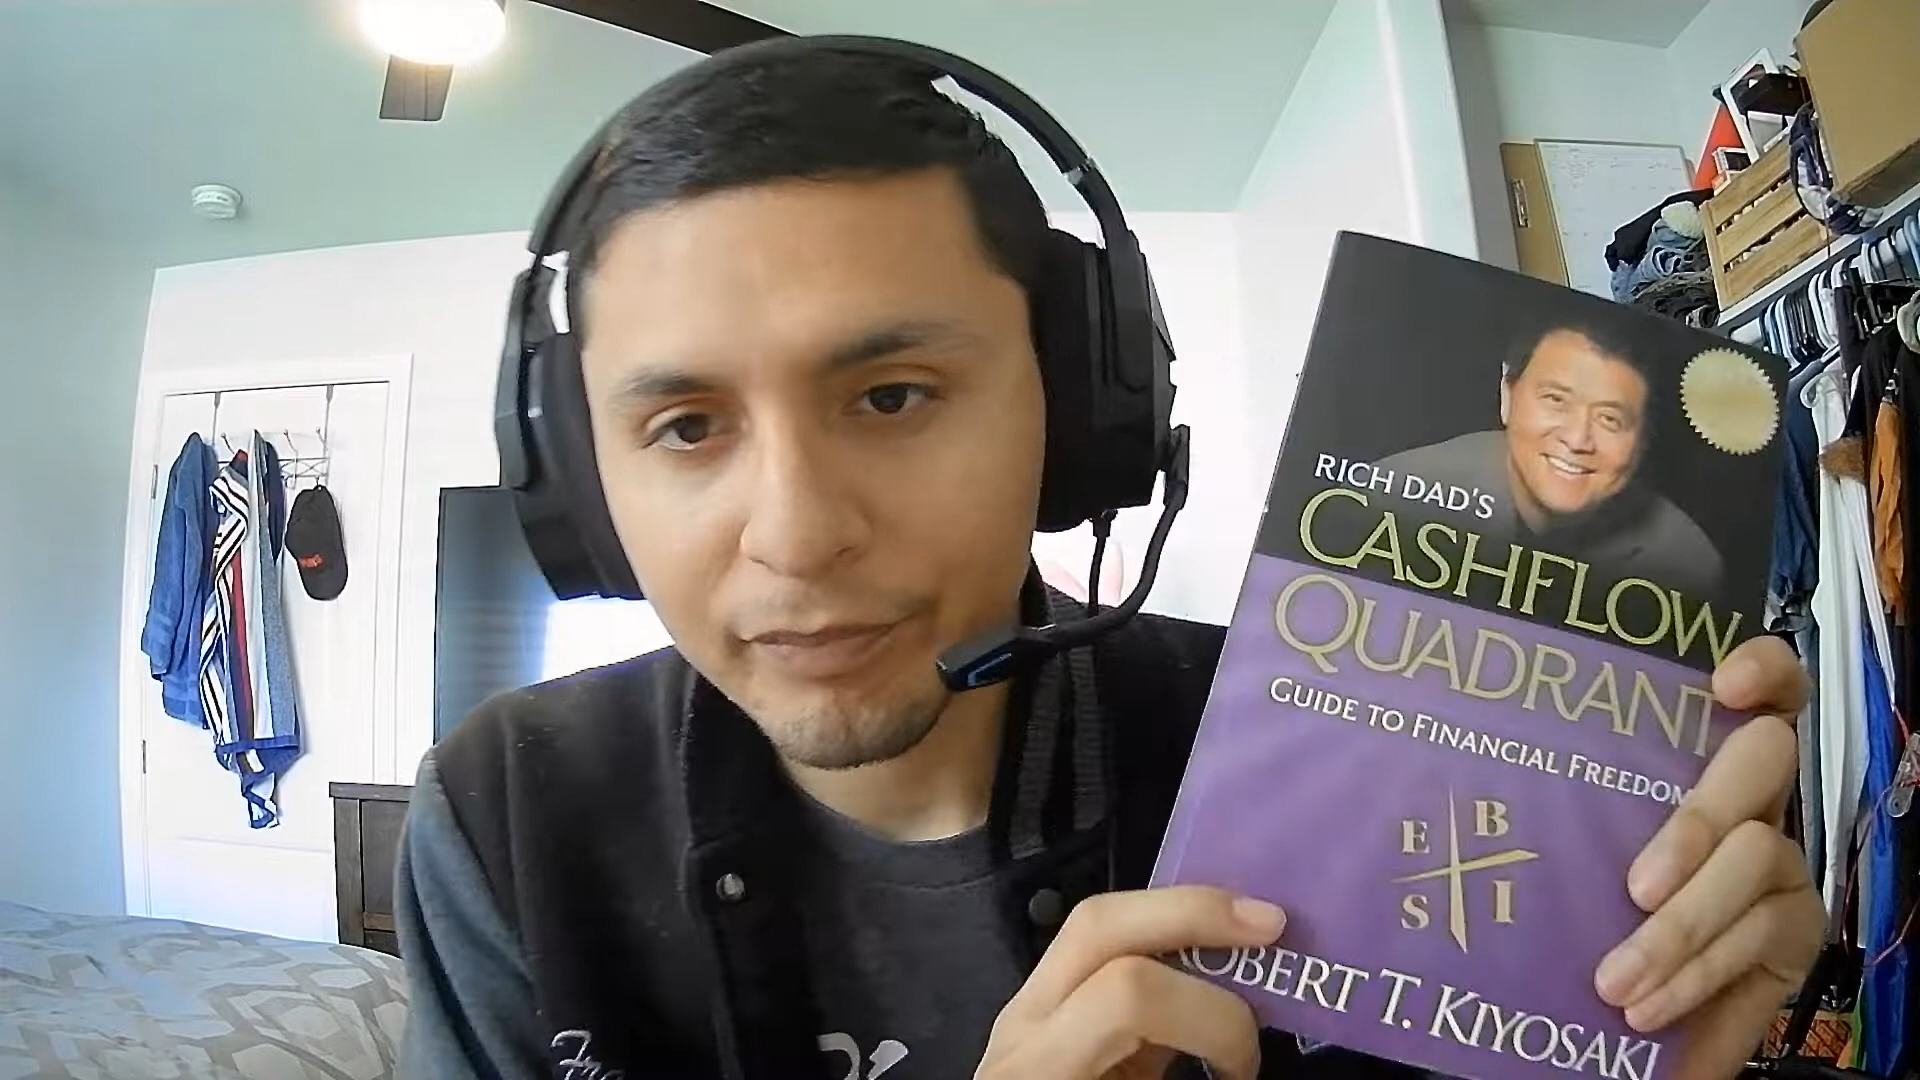 RICH DAD'S
CASHFLOW
QUADRANT
GUIDE TO FINANCIAL FREEDOM
E B
S I
ROBERT T. KIYOSAKI